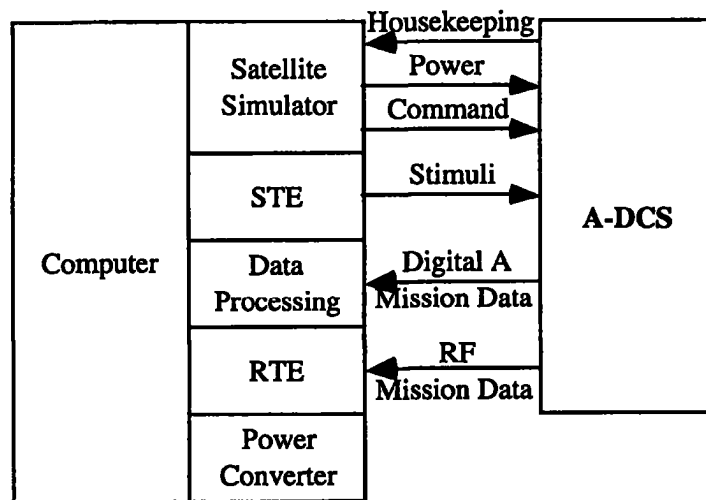 Housekeeping
Satellite
Simulator
Power
Command
STE
Stimuli
A-DCS
Computer
Data
Processing
Digital A
Mission Data
RTE
RF
Mission Data
Power
Converter